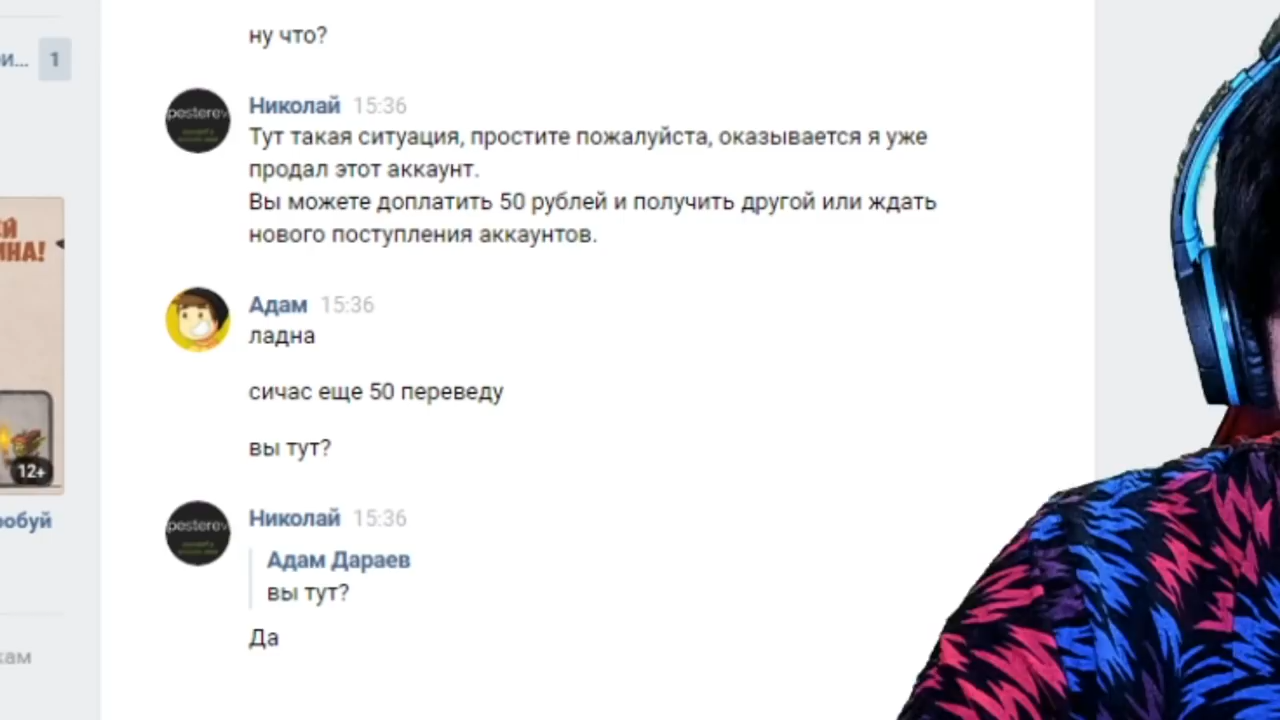 ну что?
1
Николай 15:36
Тут такая ситуация, простите пожалуйста, оказывается я уже
продал этот аккаунт.
Вы можете доплатить 50 рублей и получить другой или ждать
нового поступления аккаунтов.
Адам 15:36
ладна
сичас еще 50 переведу
вы тут?
12+
Николай 15:36
Адам Дараев
вы тут?
Да